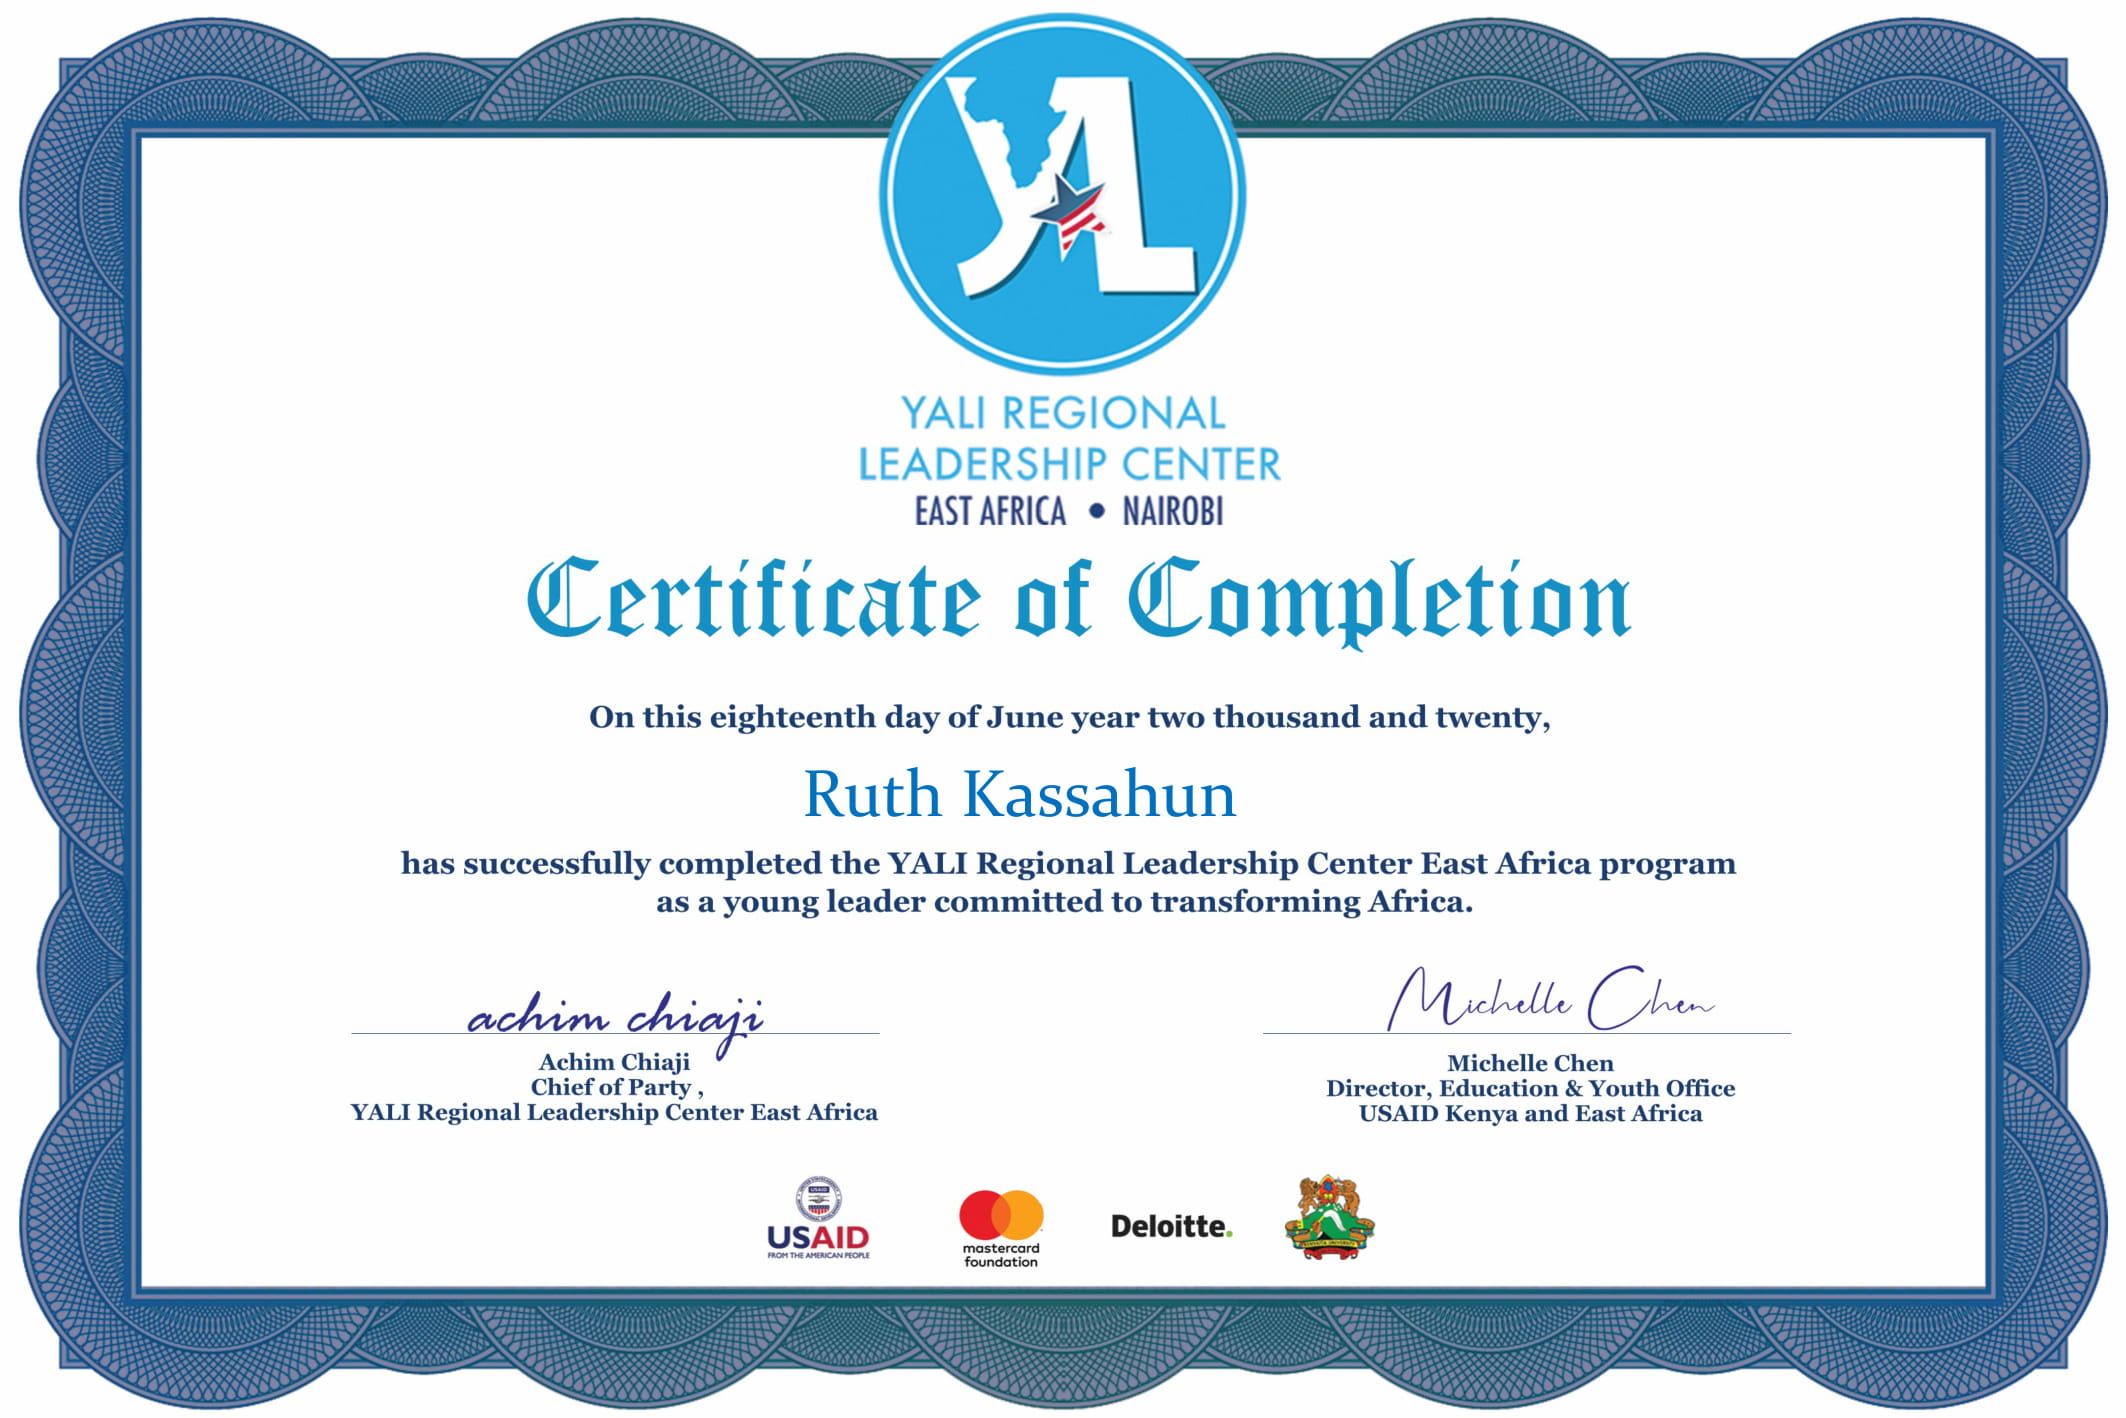 YALI REGIONAL
LEADERSHIP CENTER
EAST AFRICA • NAIROBI
Certificate of Completion
On this eighteenth day of June year two thousand and twenty,
Ruth Kassahun
has successfully completed the YALI Regional Leadership Center East Africa program
as a young leader committed to transforming Africa.
achim chiaji
Achim Chiaji
Chief of Party ,
YALI Regional Leadership Center East Africa
Michelle Chen
Michelle Chen
Director, Education & Youth Office
USAID Kenya and East Africa
USAID
USAID
FROM THE AMERICAN PEOPLE
mastercard
foundation
Deloitte.